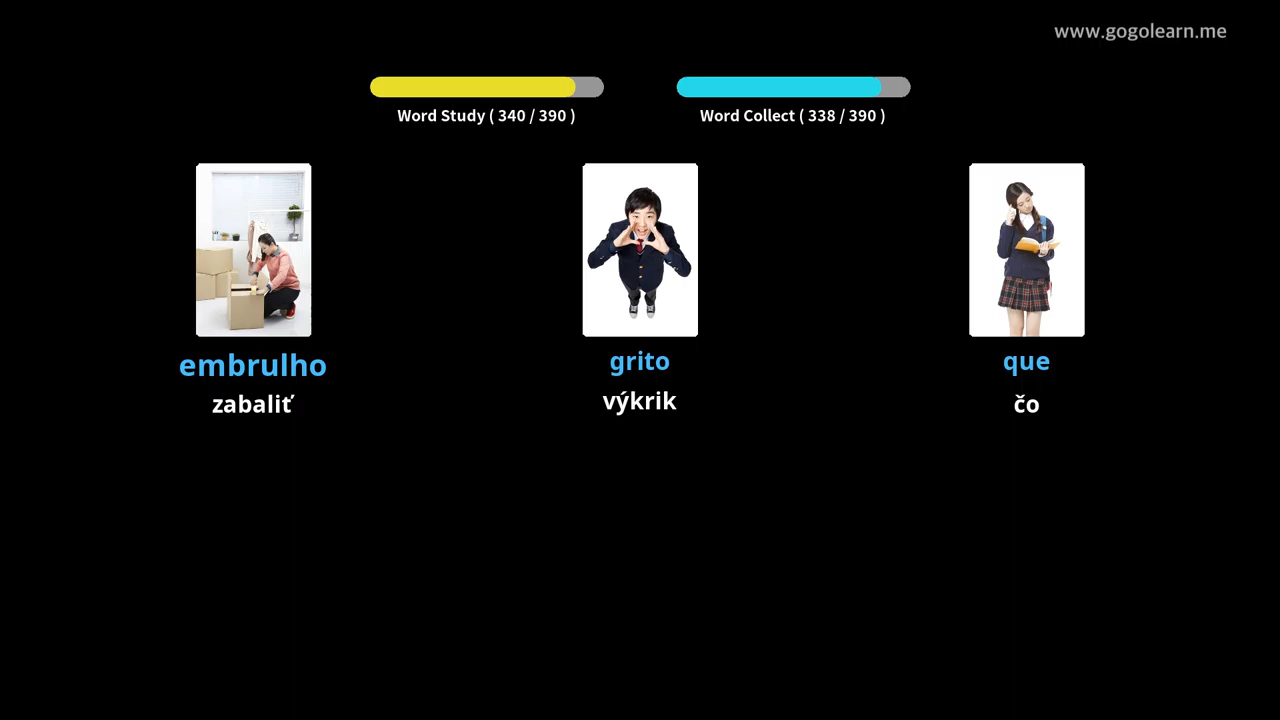 www.gogolearn.me
Word Study ( 340 / 390 )
Word Collect ( 338 / 390 )
embrulho
zabaliť
grito
výkrik
que
čo